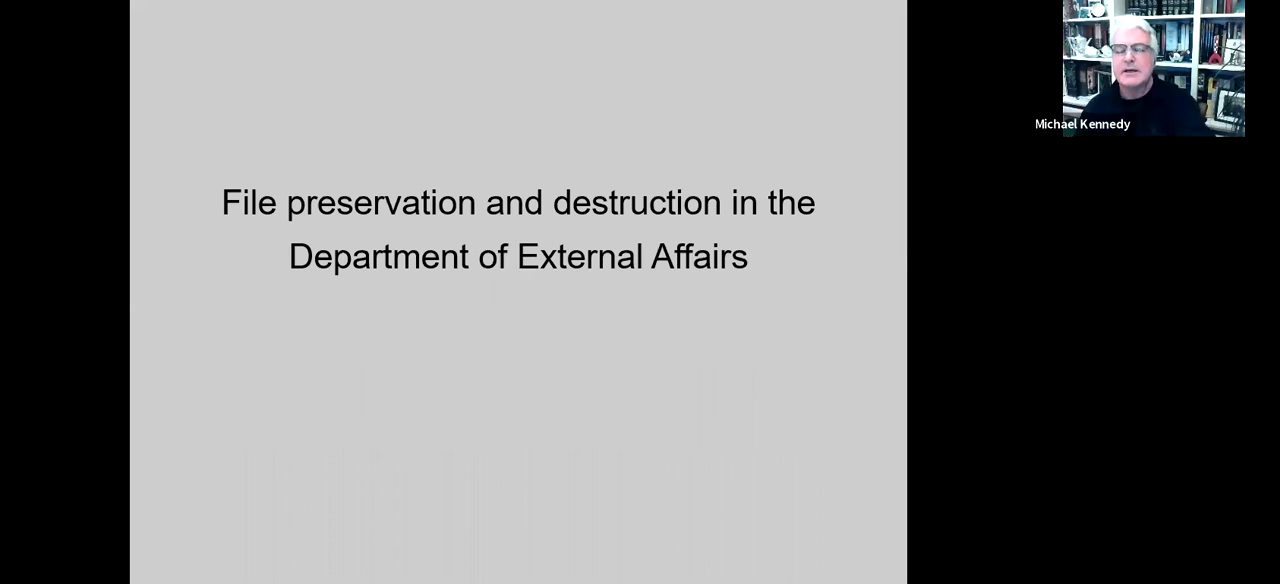 File preservation and destruction in the
Department of External Affairs
Michael Kennedy